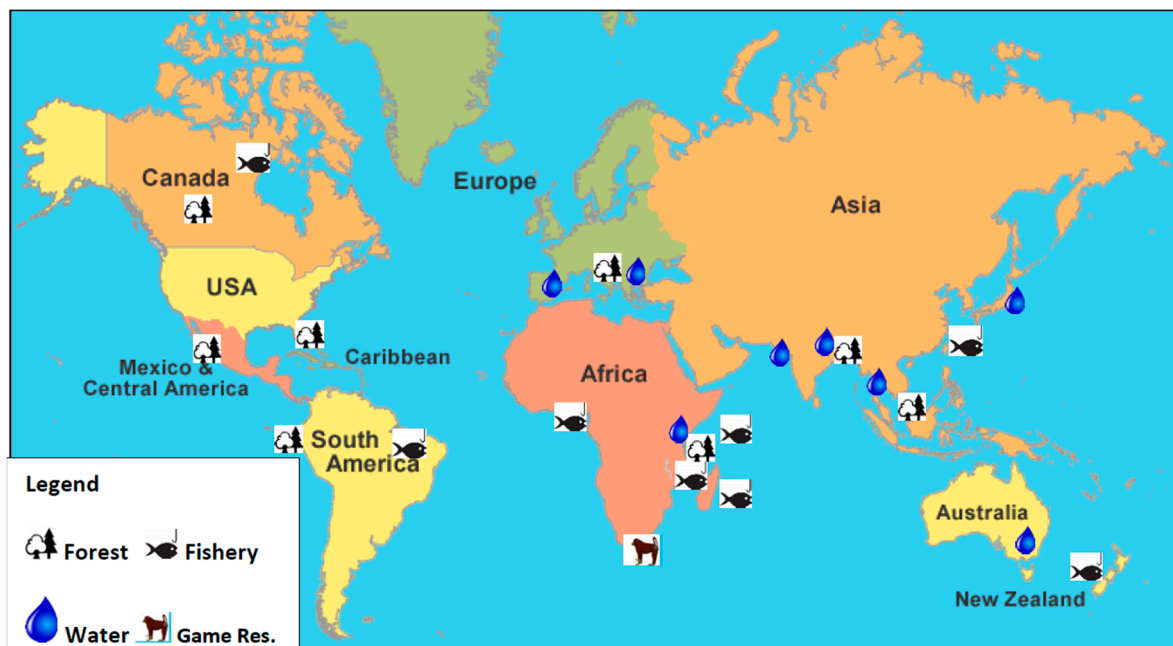 Canada
Europe
Asia
USA
Caribbean
Mexico &
Central America
Africa
South
America
Australia
New Zealand
Legend
Forest
Fishery
Water
Game Res.